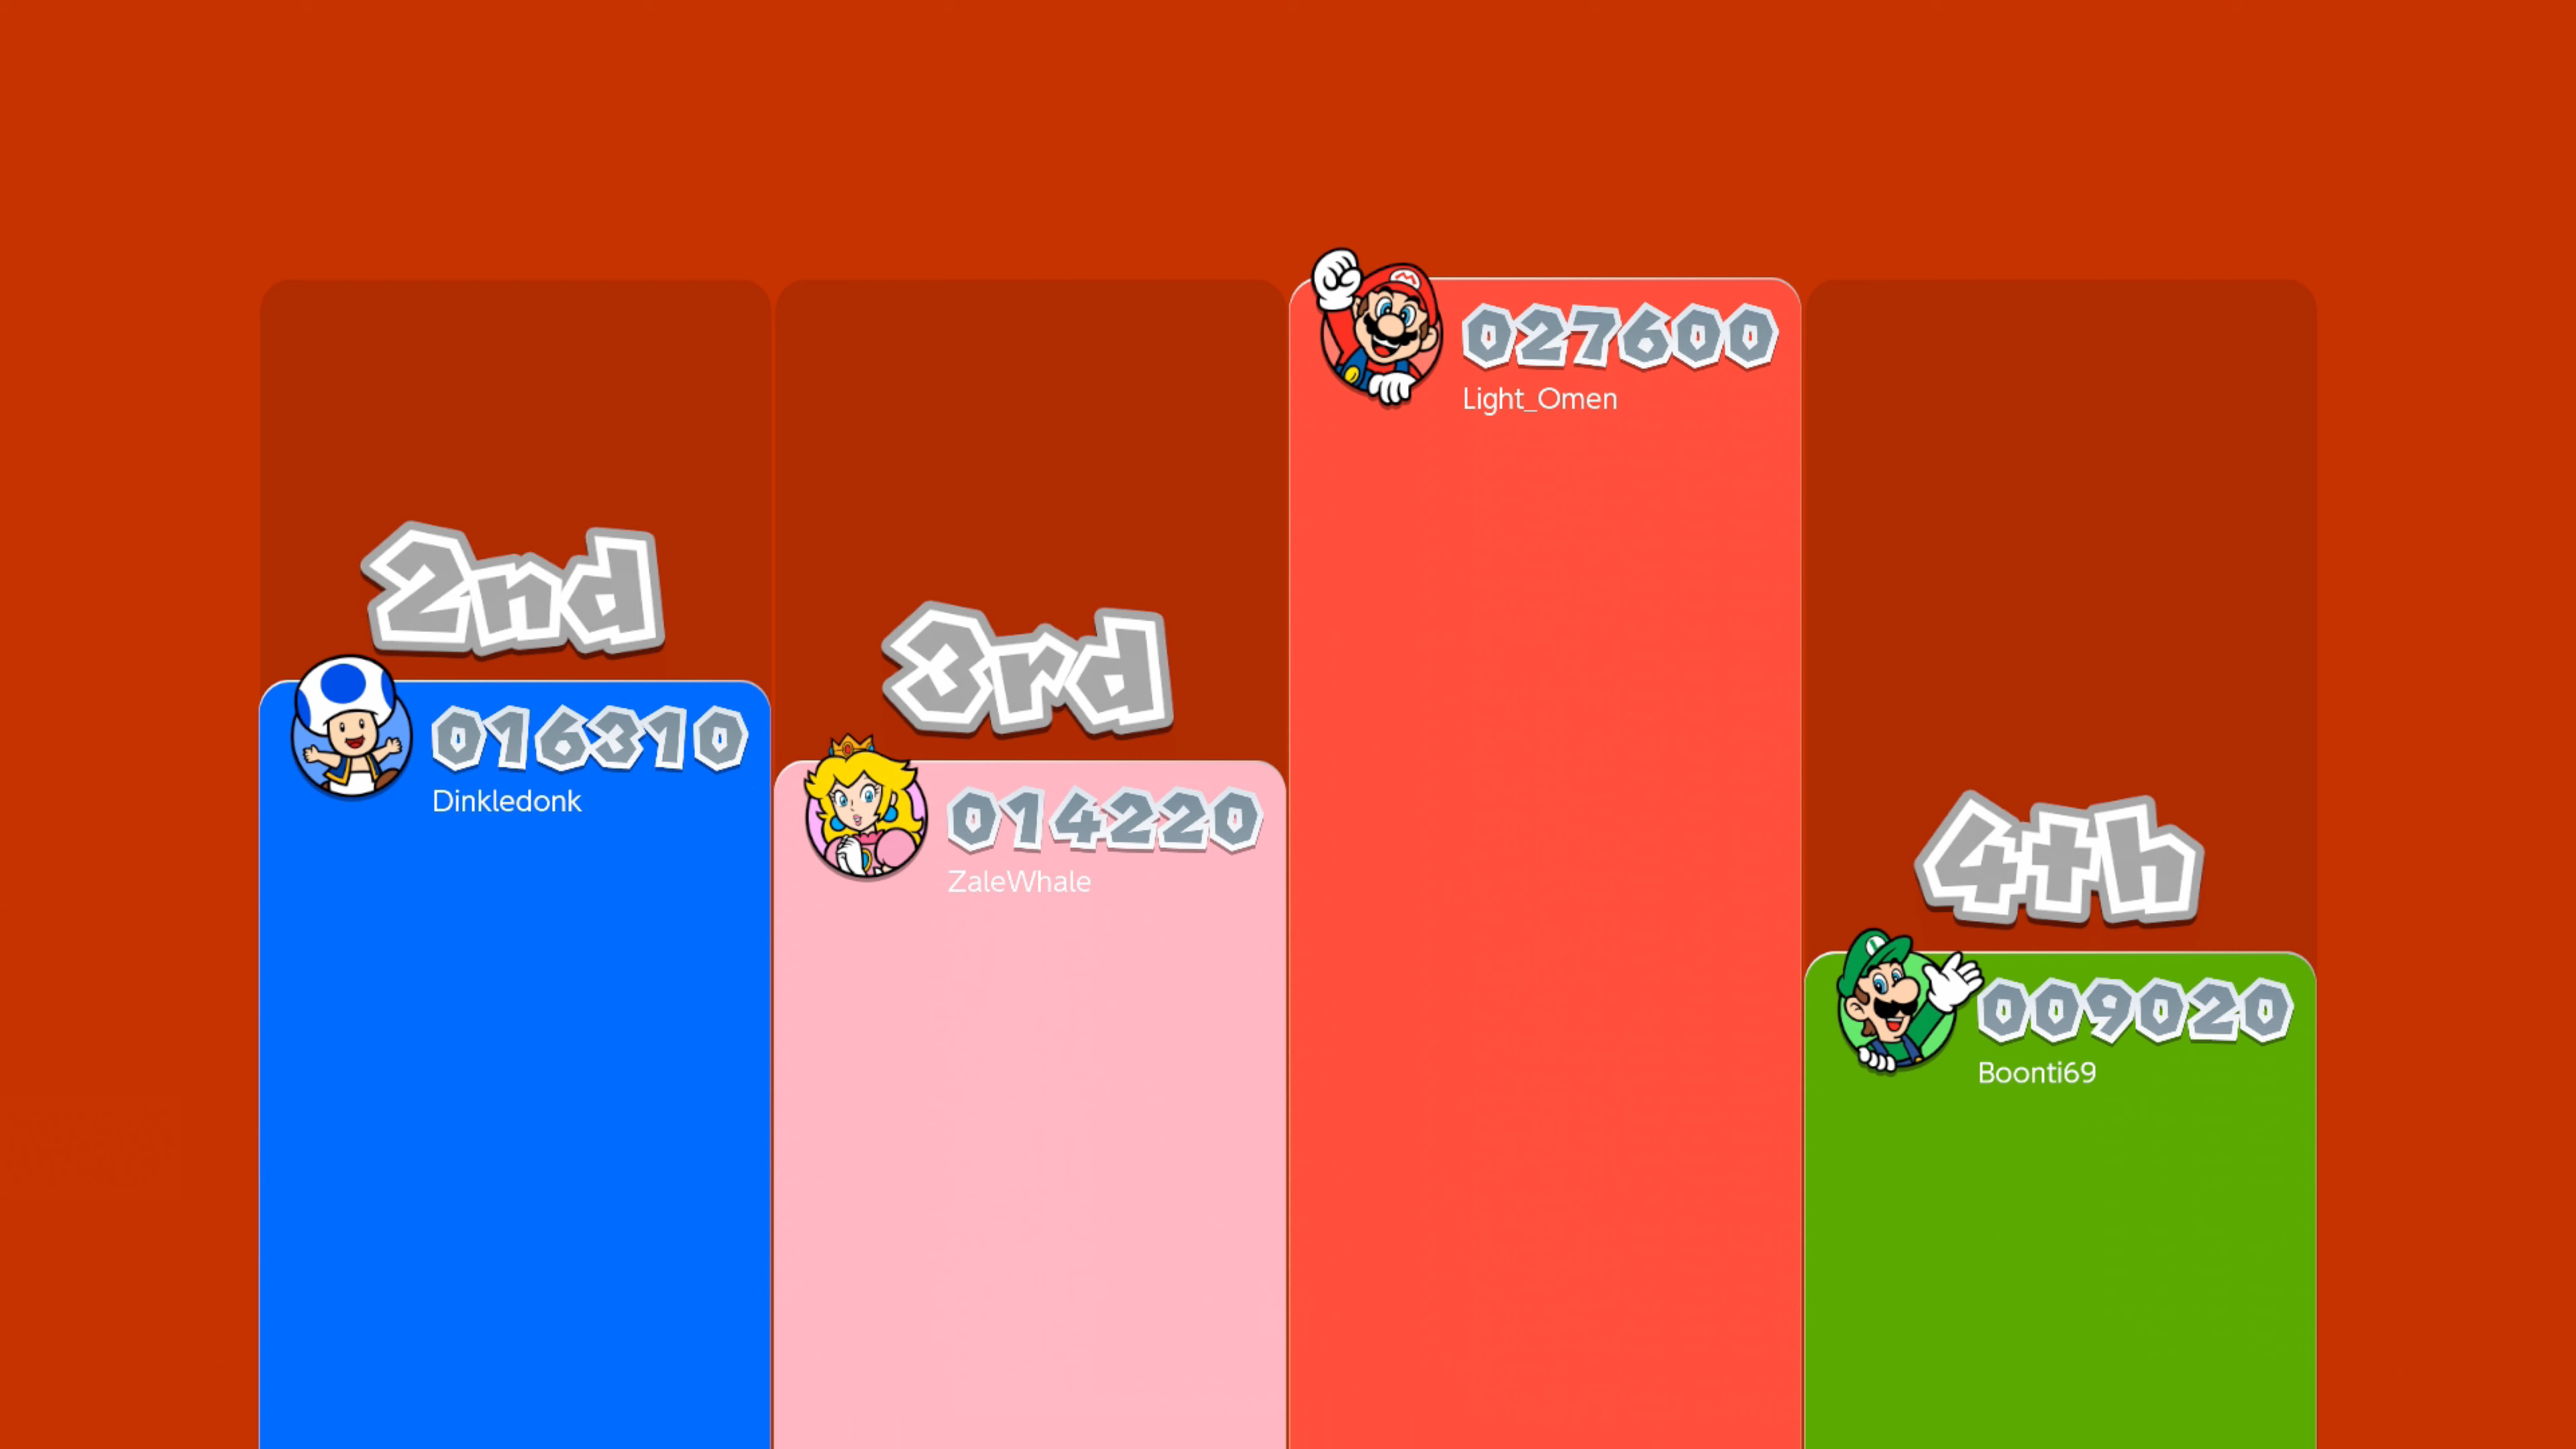 2nd
016310
Dinkledonk
3rd
014220
ZaleWhale
027600
Light_Omen
4th
009020
Boonti69